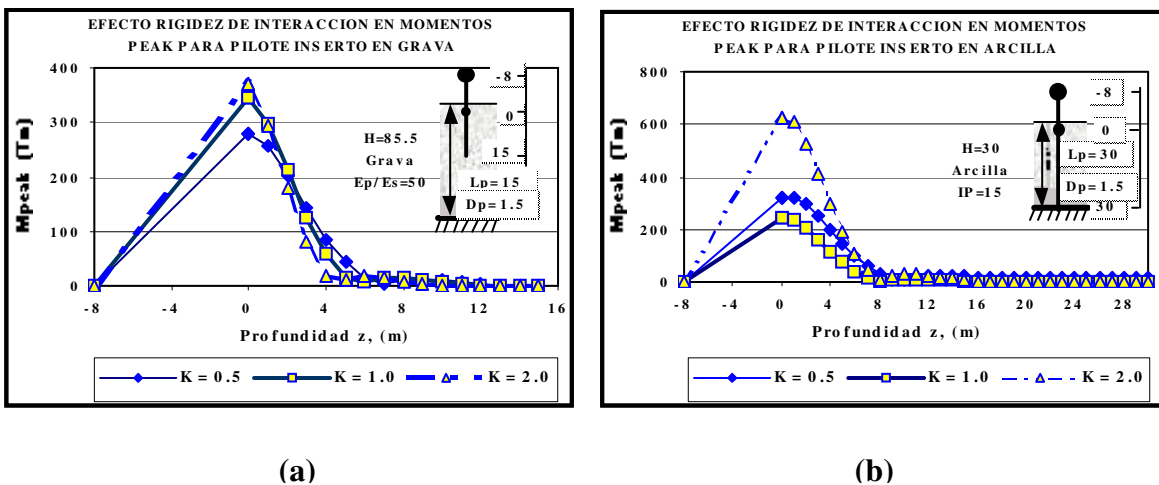 EFECTO RIGIDEZ DE INTERACCION EN MOMENTOS
PEAK PARA PILOTE INSERTO EN GRAVA
Mpeak (Tm)
400
300
200
100
0
-8
-4
0
4
8
12
16
Profundidad z, (m)
H=85.5
Grava
Ep/Es=50
-8
0
15
Lp=15
Dp=1.5
K = 0.5
K = 1.0
K = 2.0
(a)
EFECTO RIGIDEZ DE INTERACCION EN MOMENTOS
PEAK PARA PILOTE INSERTO EN ARCILLA
Mpeak (Tm)
800
600
400
200
0
-8
-4
0
4
8
12
16
20
24
28
Profundidad z, (m)
H=30
Arcilla
IP=15
-8
0
Lp=30
Dp=1.5
30
K = 0.5
K = 1.0
K = 2.0
(b)